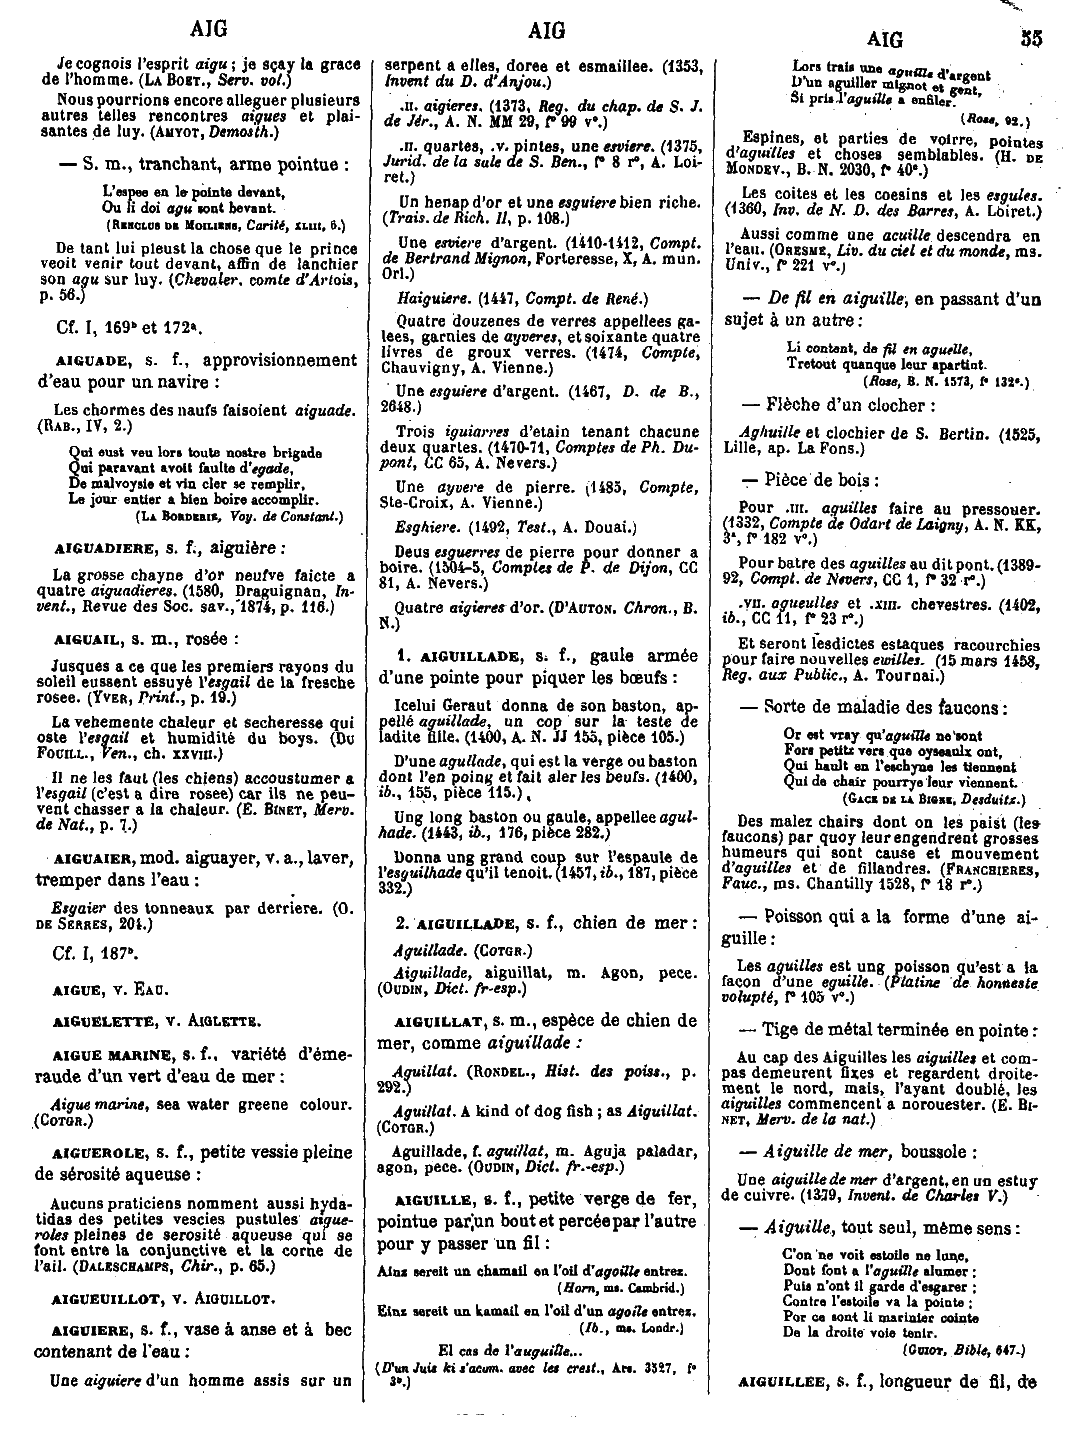 AIG
AIG
AIG
55
Je cognois l'esprit aigu; je sçay la grace
de l'homme. (LA BOET., Serv. vol.)
Nous pourrions encore alleguer plusieurs
autres telles rencontres aigues et plai-
santes de luy. (AMYOT, Demosth.)
— S. m., tranchant, arme pointue :
L'espee en le pointe devant,
Ou li doi agu sont bevant.
(RENCLUS DE MOILIENS, Carité, XLIII, 6.)
De tant lui pleust la chose que le prince
veoit venir tout devant, affin de lanchier
son agu sur luy. (Chevaler. comte d'Artois,
p. 56.)
Cf. I, 169ᵇ et 172ᵃ.
AIGUADE, s. f., approvisionnement
d'eau pour un navire :
Les chormes des naufs faisoient aiguade.
(RAB., IV, 2.)
Qui eust veu lors toute nostre brigade
Qui paravant avoit faulte d'egade,
De malvoysie et vin cler se remplir,
Le jour entier a bien boire accomplir.
(LA BORDERIE, Voy. de Constant.)
AIGUADIERE, s. f., aiguière :
La grosse chayne d'or neufve faicte a
quatre aiguadieres. (1580, Draguignan, In-
vent., Revue des Soc. sav., 1874, p. 116.)
AIGUAIL, s. m., rosée :
Jusques a ce que les premiers rayons du
soleil eussent essuyé l'esgail de la fresche
rosee. (YVER, Print., p. 19.)
La vehemente chaleur et secheresse qui
oste l'esgail et humidité du boys. (DU
FOUILL., Ven., ch. XXVIII.)
Il ne les faut (les chiens) accoustumer a
l'esgail (c'est a dire rosee) car ils ne peu-
vent chasser a la chaleur. (E. BINET, Merv.
de Nat., p. 7.)
AIGUAIER, mod. aiguayer, v. a., laver,
tremper dans l'eau :
Esgaier des tonneaux par derriere. (O.
DE SERRES, 204.)
Cf. I, 187ᵇ.
AIGUE, v. EAU.
AIGUELETTE, v. AIGLETTE.
AIGUE MARINE, s. f., variété d'éme-
raude d'un vert d'eau de mer :
Aigue marine, sea water greene colour.
(COTGR.)
AIGUEROLE, s. f., petite vessie pleine
de sérosité aqueuse :
Aucuns praticiens nomment aussi hyda-
tidas des petites vescies pustules aigue-
roles pleines de serosité aqueuse qui se
font entre la conjunctive et la corne de
l'ail. (DALESCHAMPS, Chir., p. 65.)
AIGUEUILLOT, v. AIGUILLOT.
AIGUIERE, s. f., vase à anse et à bec
contenant de l'eau :
Une aiguiere d'un homme assis sur un
serpent a elles, doree et esmaillee. (1353,
Invent du D. d'Anjou.)
.II. aigieres. (1373, Reg. du chap. de S. J.
de Jér., A. N. MM 29, f° 99 v°.)
.II. quartes, .v. pintes, une esviere. (1375,
Jurid. de la sale de S. Ben., f° 8 r°, A. Loi-
ret.)
Un henap d'or et une esguiere bien riche.
(Trais. de Rich. II, p. 108.)
Une esviere d'argent. (1410-1412, Compt.
de Bertrand Mignon, Forteresse, X, A. mun.
Orl.)
Haiguiere. (1447, Compt. de René.)
Quatre douzenes de verres appellees ga-
lees, garnies de ayveres, et soixante quatre
livres de groux verres. (1474, Compte,
Chauvigny, A. Vienne.)
Une esguiere d'argent. (1467, D. de B.,
2648.)
Trois iguiarres d'etain tenant chacune
deux quartes. (1470-71, Comptes de Ph. Du-
pont, CC 65, A. Nevers.)
Une ayvere de pierre. (1485, Compte,
Ste-Croix, A. Vienne.)
Esghiere. (1492, Test., A. Douai.)
Deus esguerres de pierre pour donner a
boire. (1504-5, Comptes de P. de Dijon, CC
81, A. Nevers.)
Quatre aigieres d'or. (D'AUTON. Chron., B.
N.)
1. AIGUILLADE, s. f., gaule armée
d'une pointe pour piquer les bœufs :
Icelui Geraut donna de son baston, ap-
pellé aguillade, un cop sur la teste de
ladite fille. (1400, A. N. JJ 155, pièce 105.)
D'une agullade, qui est la verge ou baston
dont l'en poing et fait aler les beufs. (1400,
ib., 155, pièce 115.)
Ung long baston ou gaule, appellee agul-
hade. (1443, ib., 176, pièce 282.)
Donna ung grand coup sur l'espaule de
l'esguilhade qu'il tenoit. (1457, ib., 187, pièce
332.)
2. AIGUILLADE, s. f., chien de mer :
Aguillade. (COTGR.)
Aiguillade, aiguillat, m. Agon, pece.
(OUDIN, Dict. fr-esp.)
AIGUILLAT, s. m., espèce de chien de
mer, comme aiguillade :
Aguillat. (RONDEL., Hist. des poiss., p.
292.)
Aguillat. A kind of dog fish ; as Aiguillat.
(COTGR.)
Aguillade, f. aguillat, m. Aguja paladar,
agon, pece. (OUDIN, Dict. fr.-esp.)
AIGUILLE, s. f., petite verge de fer,
pointue par un bout et percée par l'autre
pour y passer un fil :
Ainz sereit un chamail en l'oil d'agoille entrez.
(Horn, ms. Cambrid.)
Einz sereit un kamail en l'oil d'un agoile entrez.
(Ib., ms. Londr.)
El cas de l'auguille...
(D'un Juis ki s'acum. avec les crest., Ars. 3527, f°
3ᵃ.)
Lors trais une aguille d'argent
D'un aguiller mignot et gent,
Si pris l'aguille a enfiler.
(Rose, 92.)
Espines, et parties de voirre, pointes
d'aguilles et choses semblables. (H. DE
MONDEV., B. N. 2030, f° 40ᵃ.)
Les coites et les coesins et les esgules.
(1360, Inv. de N. D. des Barres, A. Loiret.)
Aussi comme une acuille descendra en
l'eau. (ORESME, Liv. du ciel et du monde, ms.
Univ., f° 221 v°.)
— De fil en aiguille, en passant d'un
sujet à un autre :
Li content, de fil en aguelle,
Tretout quanque leur apartint.
(Rose, B. N. 1573, f° 132ᵃ.)
— Flèche d'un clocher :
Aghuille et clochier de S. Bertin. (1525,
Lille, ap. La Fons.)
— Pièce de bois :
Pour .III. aquilles faire au pressouer.
(1332, Compte de Odart de Laigny, A. N. KK,
3ᵃ, f° 182 v°.)
Pour batre des aguilles au dit pont. (1389-
92, Compt. de Nevers, CC 1, f° 32 r°.)
.VII. agueulles et .XIII. chevestres. (1402,
ib., CC 11, f° 23 r°.)
Et seront lesdictes estaques racourchies
pour faire nouvelles ewilles. (15 mars 1458,
Reg. aux Public., A. Tournai.)
— Sorte de maladie des faucons :
Or est vray qu'aguille ne sont
Fors petitz vers que oyseaulx ont,
Qui hault en l'eschyne les tiennent
Qui de chair pourrye leur viennent.
(GACE DE LA BIGNE, Desduitz.)
Des malez chairs dont on les paist (les
faucons) par quoy leur engendrent grosses
humeurs qui sont cause et mouvement
d'aguilles et de fillandres. (FRANCHIERES,
Fauc., ms. Chantilly 1528, f° 18 r°.)
— Poisson qui a la forme d'une ai-
guille :
Les aguilles est ung poisson qu'est a la
façon d'une eguille. (Platine de honneste
volupté, f° 105 v°.)
— Tige de métal terminée en pointe :
Au cap des Aiguilles les aiguilles et com-
pas demeurent fixes et regardent droite-
ment le nord, mais, l'ayant doublé, les
aiguilles commencent a norouester. (E. BI-
NET, Merv. de la nat.)
— Aiguille de mer, boussole :
Une aiguille de mer d'argent, en un estuy
de cuivre. (1379, Invent. de Charles V.)
— Aiguille, tout seul, même sens :
C'on ne voit estoile ne lune,
Dont font a l'aguille alumer ;
Puis n'ont il garde d'esgarer ;
Contre l'estoile va la pointe ;
Por ce sont li marinier cointe
De la droite voie tenir.
(GUIOT, Bible, 647.)
AIGUILLEE, s. f., longueur de fil, de